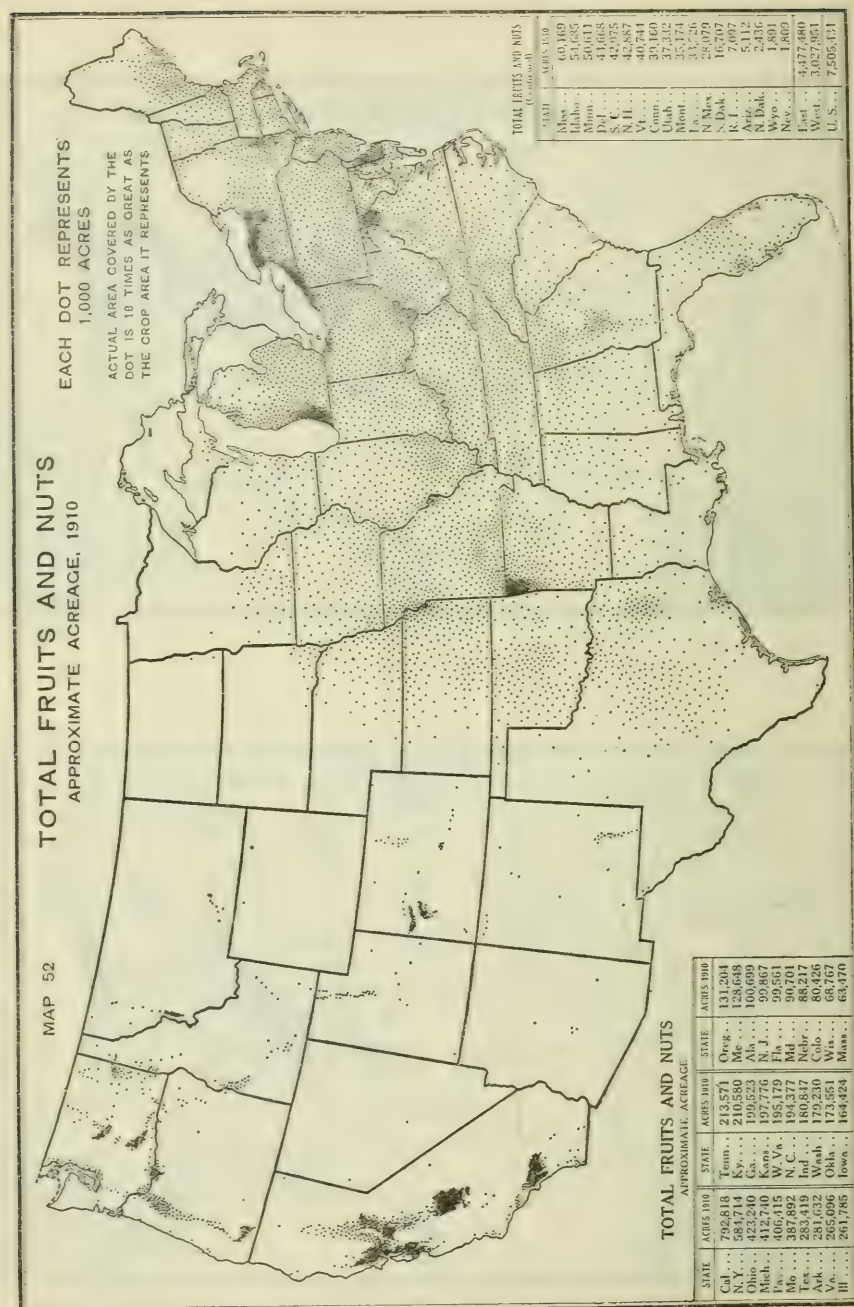 MAP 52
TOTAL FRUITS AND NUTS
APPROXIMATE ACREAGE, 1910
EACH DOT REPRESENTS
1,000 ACRES
ACTUAL AREA COVERED BY THE
DOT IS 18 TIMES AS GREAT AS
THE CROP AREA IT REPRESENTS
TOTAL FRUITS AND NUTS
APPROXIMATE ACREAGE
STATE ACRES 1910 STATE ACRES 1910 STATE ACRES 1910
Cal.... 792,818 Tenn.. 213,571 Oreg... 131,204
N.Y.... 584,714 Ky.... 210,580 Me.... 128,648
Ohio... 423,240 Ga.... 199,523 Ala.... 100,699
Mich... 412,740 Kans... 197,776 N. J.... 99,867
Pa.... 406,415 W. Va 195,179 Fla.... 99,561
Mo.... 387,892 N. C... 194,377 Md.... 90,701
Tex.... 283,419 Ind.... 180,847 Nebr... 88,217
Ark.... 281,632 Wash.. 179,230 Colo... 80,426
Va.... 265,096 Okla... 173,551 Wis.... 68,767
Ill.... 261,785 Iowa... 164,424 Mass... 63,470
TOTAL FRUITS AND NUTS
(Continued)
STATE ACRES 1910
Miss... 60,169
Idaho..
Minn... 50,611
Del.... 44,668
S. C.... 42,975
N. H.... 42,887
Vt.... 40,741
Conn... 39,160
Utah... 37,332
Mont... 35,174
La.... 33,726
N Mex. 28,079
S. Dak. 16,707
R. I.... 7,097
Ariz... 5,112
N. Dak. 2,436
Wyo... 1,891
Nev... 1,809
East... 4,477,480
West.. 3,027,951
U. S... 7,505,431